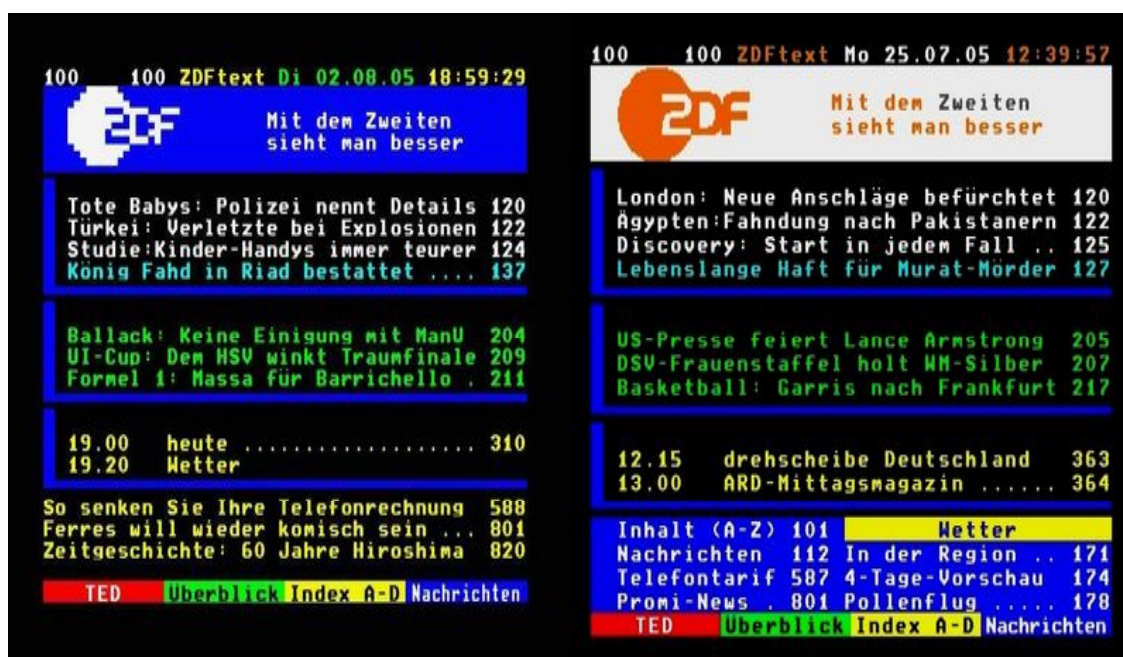 100 100 ZDFtext Di 02.08.05 18:59:29
ZDF
Mit dem Zweiten
sieht man besser
Tote Babys: Polizei nennt Details 120
Türkei: Verletzte bei Explosionen 122
Studie:Kinder-Handys immer teurer 124
König Fahd in Riad bestattet .... 137
Ballack: Keine Einigung mit ManU 204
UI-Cup: Dem HSV winkt Traumfinale 209
Formel 1: Massa für Barrichello . 211
19.00 heute ................... 310
19.20 Wetter
So senken Sie Ihre Telefonrechnung 588
Ferres will wieder komisch sein ... 801
Zeitgeschichte: 60 Jahre Hiroshima 820
TED Überblick Index A-D Nachrichten
100 100 ZDFtext Mo 25.07.05 12:39:57
ZDF
Mit dem Zweiten
sieht man besser
London: Neue Anschläge befürchtet 120
Ägypten:Fahndung nach Pakistanern 122
Discovery: Start in jedem Fall .. 125
Lebenslange Haft für Murat-Mörder 127
US-Presse feiert Lance Armstrong 205
DSV-Frauenstaffel holt WM-Silber 207
Basketball: Garris nach Frankfurt 217
12.15 drehscheibe Deutschland 363
13.00 ARD-Mittagsmagazin ...... 364
Inhalt (A-Z) 101 Wetter
Nachrichten 112 In der Region .. 171
Telefontarif 587 4-Tage-Vorschau 174
Promi-News . 801 Pollenflug ..... 178
TED Überblick Index A-D Nachrichten